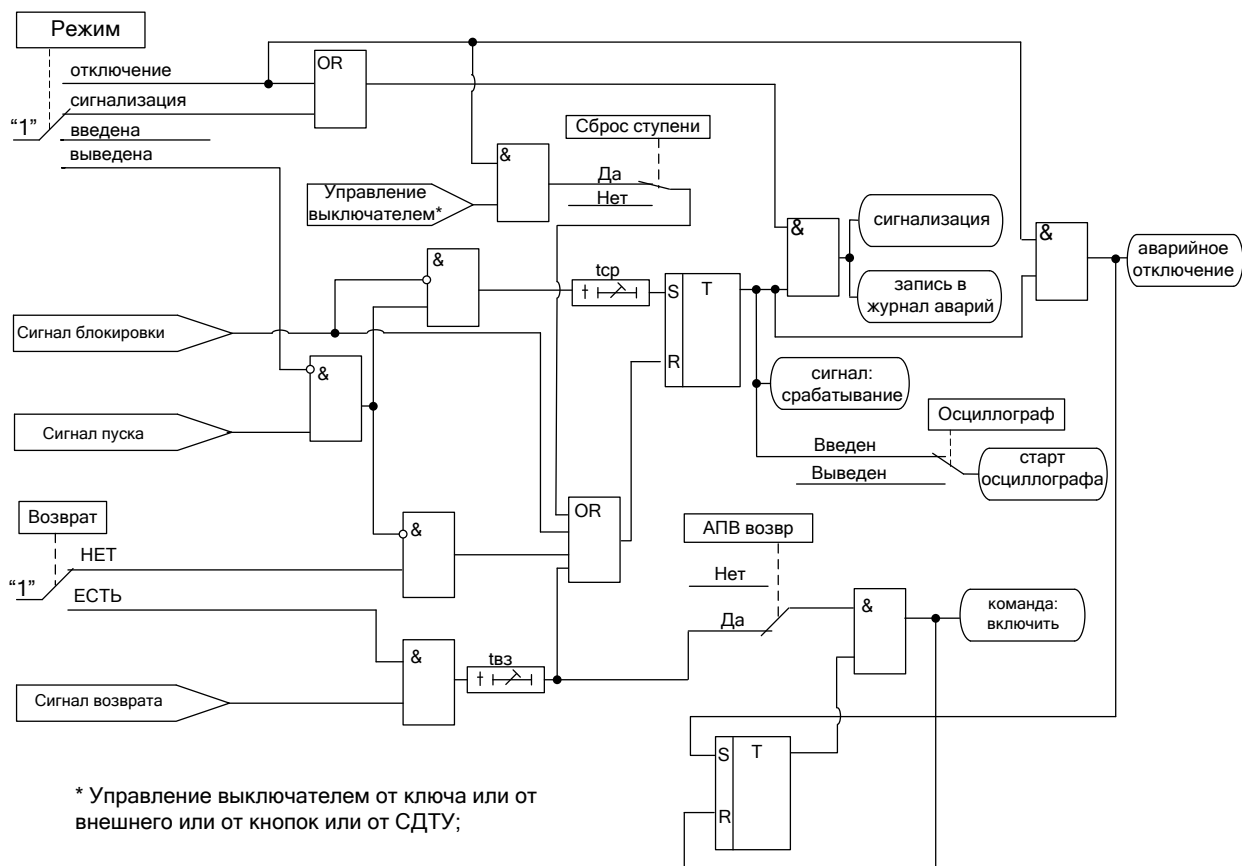 Режим
отключение
сигнализация
"1"
введена
выведена
OR
&
Управление
выключателем*
Сброс ступени
Да
Нет
&
сигнализация
запись в
журнал аварий
&
аварийное
отключение
&
tср
S
T
R
Сигнал блокировки
&
Сигнал пуска
сигнал:
срабатывание
Осциллограф
Введен
Выведен
старт
осциллографа
Возврат
НЕТ
"1"
ЕСТЬ
&
OR
АПВ возвр
Нет
Да
&
команда:
включить
&
tвз
Сигнал возврата
S
T
R
* Управление выключателем от ключа или от
внешнего или от кнопок или от СДТУ;